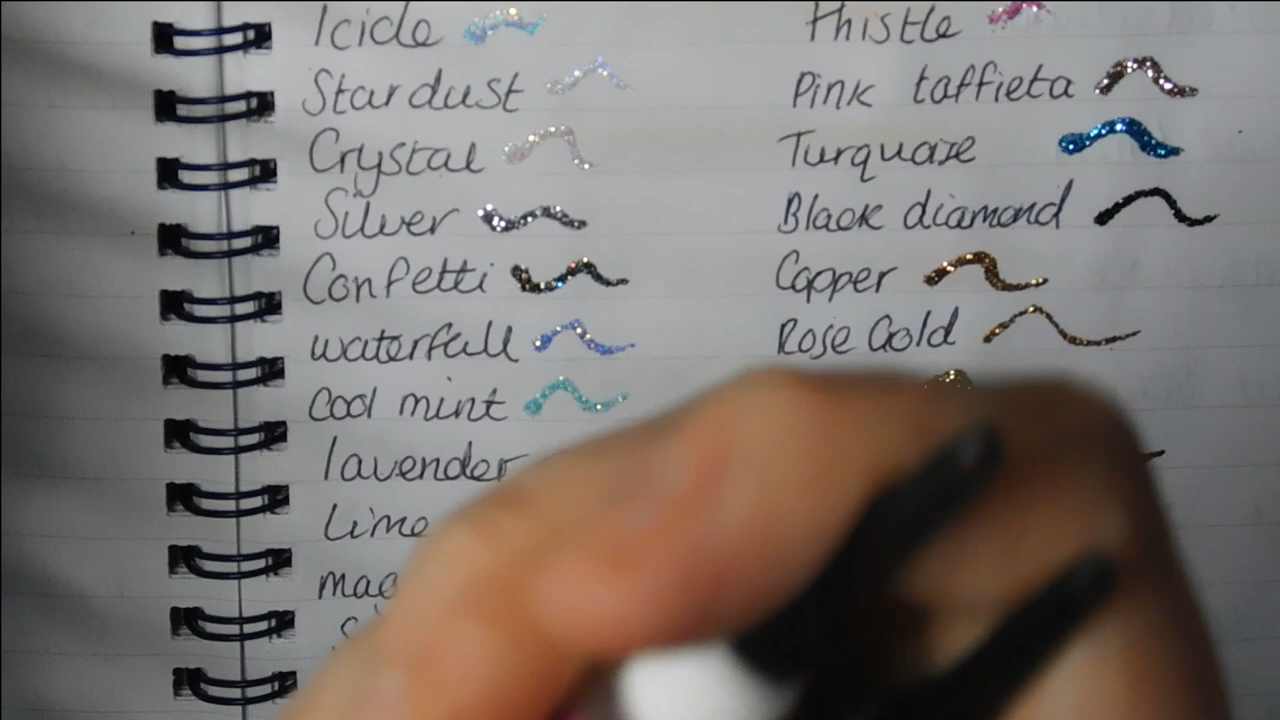 Icicle
Stardust
Crystal
Silver
Confetti
waterfall
cool mint
lavender
Lime
mag
Thistle
Pink taffieta
Turquaze
Black diamond
Copper
Rose Gold